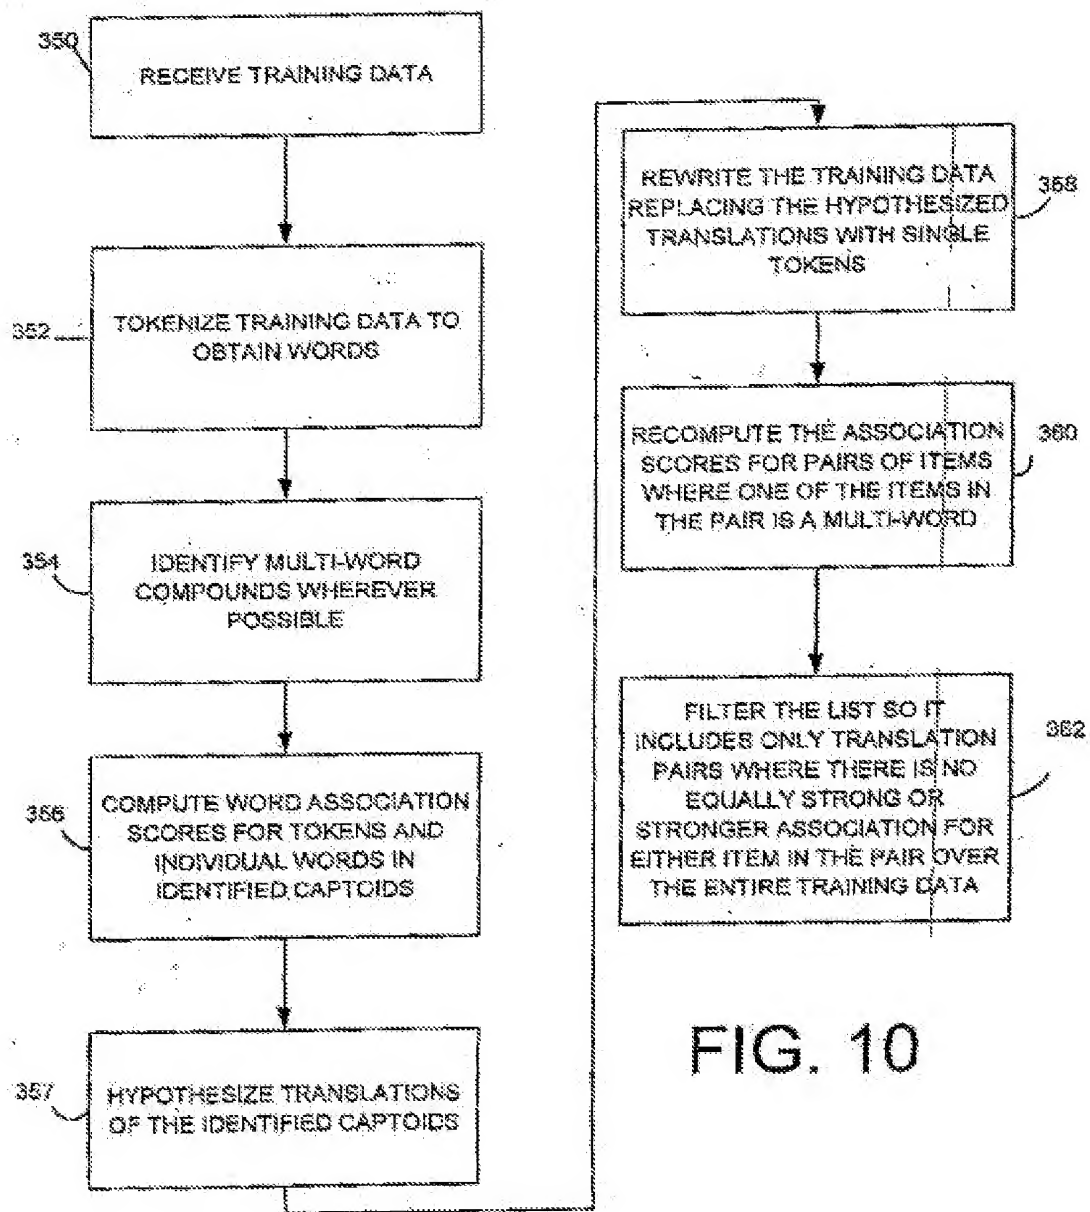 350
RECEIVE TRAINING DATA
352
TOKENIZE TRAINING DATA TO
OBTAIN WORDS
354
IDENTIFY MULTI-WORD
COMPOUNDS WHEREVER
POSSIBLE
356
COMPUTE WORD ASSOCIATION
SCORES FOR TOKENS AND
INDIVIDUAL WORDS IN
IDENTIFIED CAPTOIDS
357
HYPOTHESIZE TRANSLATIONS
OF THE IDENTIFIED CAPTOIDS
REWRITE THE TRAINING DATA
REPLACING THE HYPOTHESIZED
TRANSLATIONS WITH SINGLE
TOKENS
358
RECOMPUTE THE ASSOCIATION
SCORES FOR PAIRS OF ITEMS
WHERE ONE OF THE ITEMS IN
THE PAIR IS A MULTI-WORD
360
FILTER THE LIST SO IT
INCLUDES ONLY TRANSLATION
PAIRS WHERE THERE IS NO
EQUALLY STRONG OR
STRONGER ASSOCIATION FOR
EITHER ITEM IN THE PAIR OVER
THE ENTIRE TRAINING DATA
362
FIG. 10